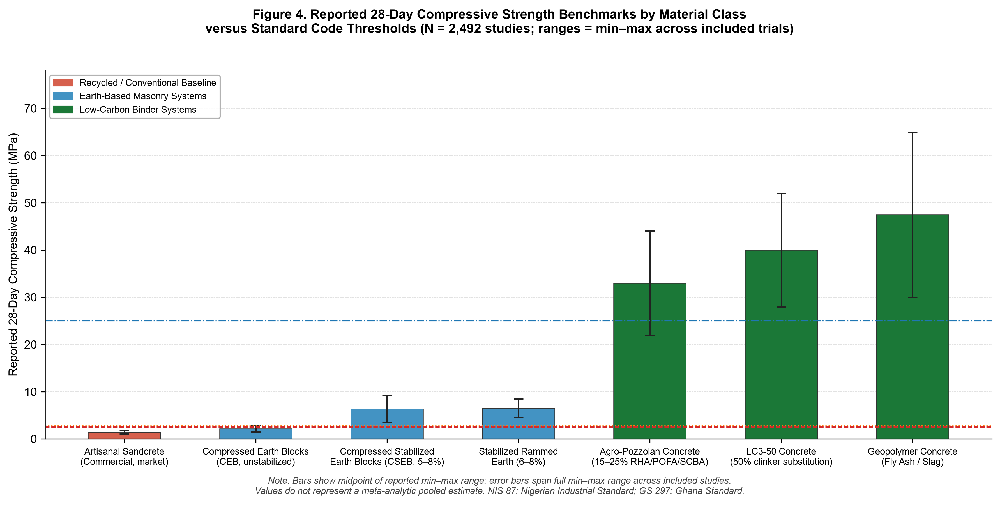 Figure 4. Reported 28-Day Compressive Strength Benchmarks by Material Class
versus Standard Code Thresholds (N = 2,492 studies; ranges = min–max across included trials)
Recycled / Conventional Baseline
Earth-Based Masonry Systems
Low-Carbon Binder Systems
Reported 28-Day Compressive Strength (MPa)
70
60
50
40
30
20
10
0
Artisanal Sandcrete
(Commercial, market)
Compressed Earth Blocks
(CEB, unstabilized)
Compressed Stabilized
Earth Blocks (CSEB, 5–8%)
Stabilized Rammed
Earth (6–8%)
Agro-Pozzolan Concrete
(15–25% RHA/POFA/SCBA)
LC3-50 Concrete
(50% clinker substitution)
Geopolymer Concrete
(Fly Ash / Slag)
Note. Bars show midpoint of reported min–max range; error bars span full min–max range across included studies.
Values do not represent a meta-analytic pooled estimate. NIS 87: Nigerian Industrial Standard; GS 297: Ghana Standard.